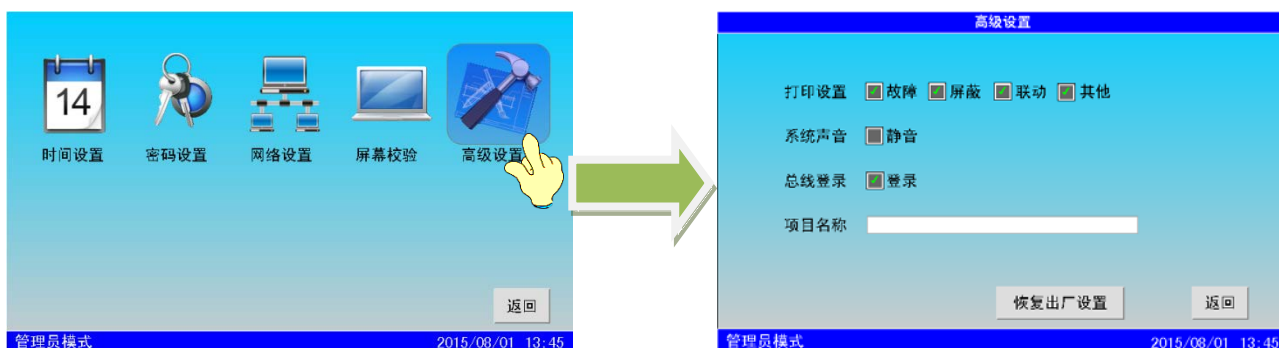 14
时间设置 密码设置 网络设置 屏幕校验 高级设置
返回
管理员模式 2015/08/01 13:45
高级设置
打印设置 故障 屏蔽 联动 其他
系统声音 静音
总线登录 登录
项目名称
恢复出厂设置 返回
管理员模式 2015/08/01 13:45